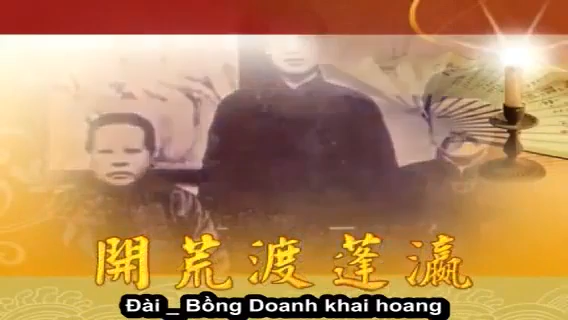 開荒渡蓬瀛
Đài _ Bồng Doanh khai hoang